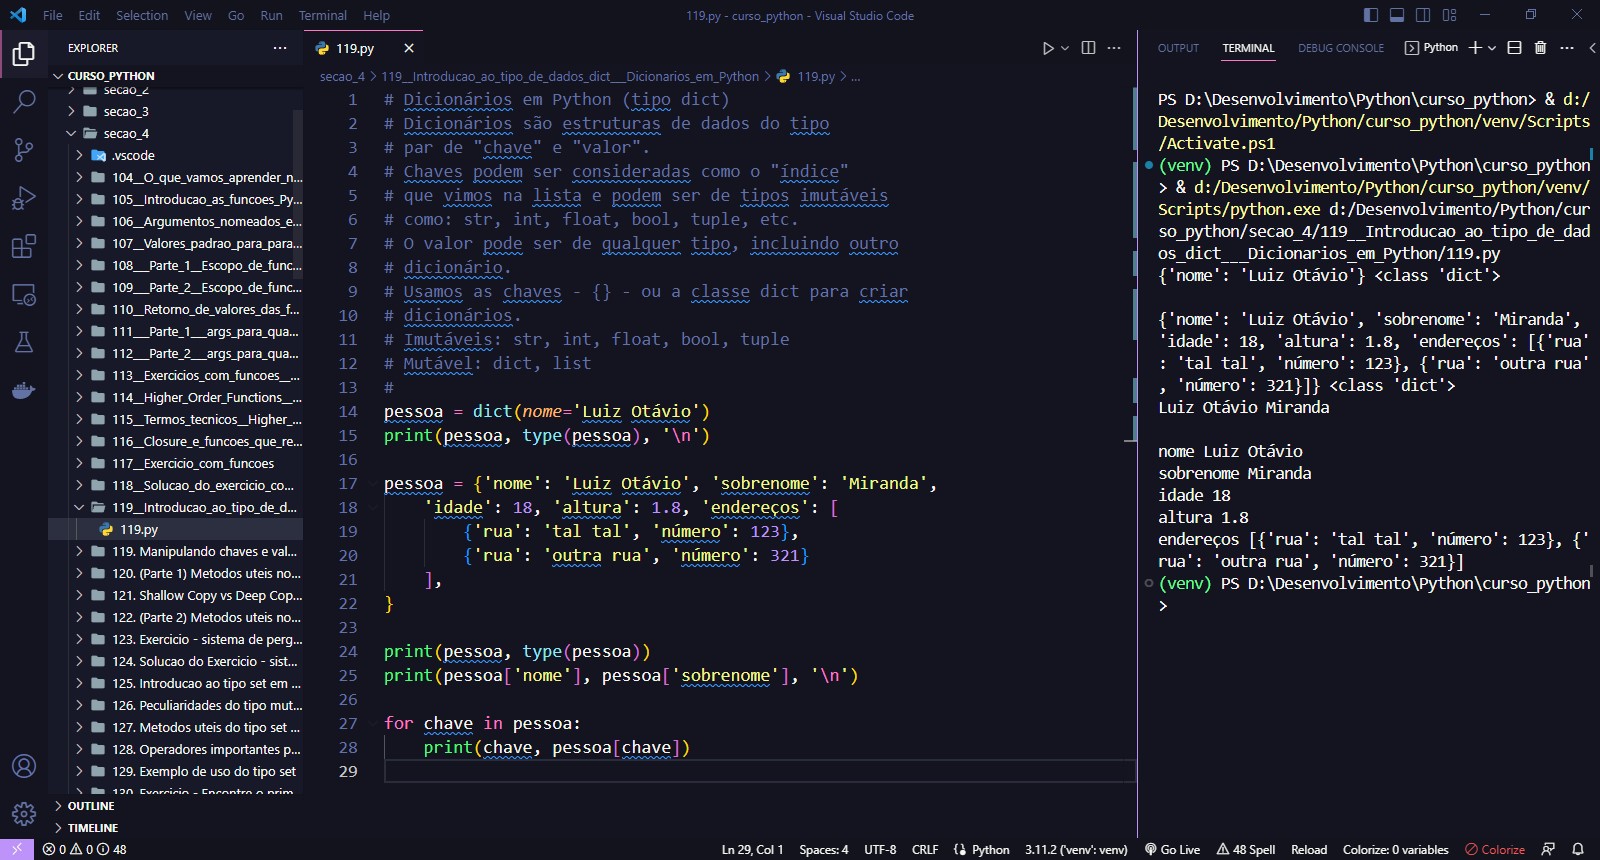 File Edit Selection View Go Run Terminal Help
119.py - curso_python - Visual Studio Code
EXPLORER
CURSO_PYTHON
secao_2
secao_3
secao_4
.vscode
104__O_que_vamos_aprender_n...
105__Introducao_as_funcoes_Py...
106__Argumentos_nomeados_e...
107__Valores_padrao_para_para...
108___Parte_1__Escopo_de_func...
109___Parte_2__Escopo_de_func...
110__Retorno_de_valores_das_f...
111___Parte_1___args_para_qua...
112___Parte_2___args_para_qua...
113__Exercicios_com_funcoes__...
114__Higher_Order_Functions__...
115__Termos_tecnicos__Higher_...
116__Closure_e_funcoes_que_re...
117__Exercicio_com_funcoes
118__Solucao_do_exercicio_co...
119__Introducao_ao_tipo_de_d...
119.py
119. Manipulando chaves e val...
120. (Parte 1) Metodos uteis no...
121. Shallow Copy vs Deep Cop...
122. (Parte 2) Metodos uteis no...
123. Exercicio - sistema de perg...
124. Solucao do Exercicio - sist...
125. Introducao ao tipo set em ...
126. Peculiaridades do tipo mut...
127. Metodos uteis do tipo set ...
128. Operadores importantes p...
129. Exemplo de uso do tipo set
130. Exercicio - Encontre o prim...
OUTLINE
TIMELINE
119.py
secao_4 > 119__Introducao_ao_tipo_de_dados_dict___Dicionarios_em_Python > 119.py > ...
1 # Dicionários em Python (tipo dict)
2 # Dicionários são estruturas de dados do tipo
3 # par de "chave" e "valor".
4 # Chaves podem ser consideradas como o "índice"
5 # que vimos na lista e podem ser de tipos imutáveis
6 # como: str, int, float, bool, tuple, etc.
7 # O valor pode ser de qualquer tipo, incluindo outro
8 # dicionário.
9 # Usamos as chaves - {} - ou a classe dict para criar
10 # dicionários.
11 # Imutáveis: str, int, float, bool, tuple
12 # Mutável: dict, list
13 #
14 pessoa = dict(nome='Luiz Otávio')
15 print(pessoa, type(pessoa), '\n')
16
17 pessoa = {'nome': 'Luiz Otávio', 'sobrenome': 'Miranda',
18 'idade': 18, 'altura': 1.8, 'endereços': [
19 {'rua': 'tal tal', 'número': 123},
20 {'rua': 'outra rua', 'número': 321}
21 ],
22 }
23
24 print(pessoa, type(pessoa))
25 print(pessoa['nome'], pessoa['sobrenome'], '\n')
26
27 for chave in pessoa:
28 print(chave, pessoa[chave])
29
OUTPUT TERMINAL DEBUG CONSOLE Python
PS D:\Desenvolvimento\Python\curso_python> & d:/
Desenvolvimento/Python/curso_python/venv/Scripts
/Activate.ps1
(venv) PS D:\Desenvolvimento\Python\curso_python
> & d:/Desenvolvimento/Python/curso_python/venv/
Scripts/python.exe d:/Desenvolvimento/Python/cur
so_python/secao_4/119__Introducao_ao_tipo_de_dad
os_dict___Dicionarios_em_Python/119.py
{'nome': 'Luiz Otávio'} <class 'dict'>
{'nome': 'Luiz Otávio', 'sobrenome': 'Miranda',
'idade': 18, 'altura': 1.8, 'endereços': [{'rua'
: 'tal tal', 'número': 123}, {'rua': 'outra rua'
, 'número': 321}]} <class 'dict'>
Luiz Otávio Miranda
nome Luiz Otávio
sobrenome Miranda
idade 18
altura 1.8
endereços [{'rua': 'tal tal', 'número': 123}, {'
rua': 'outra rua', 'número': 321}]
(venv) PS D:\Desenvolvimento\Python\curso_python
>
0 0 48
Ln 29, Col 1 Spaces: 4 UTF-8 CRLF Python 3.11.2 ('venv': venv) Go Live 48 Spell Reload Colorize: 0 variables Colorize